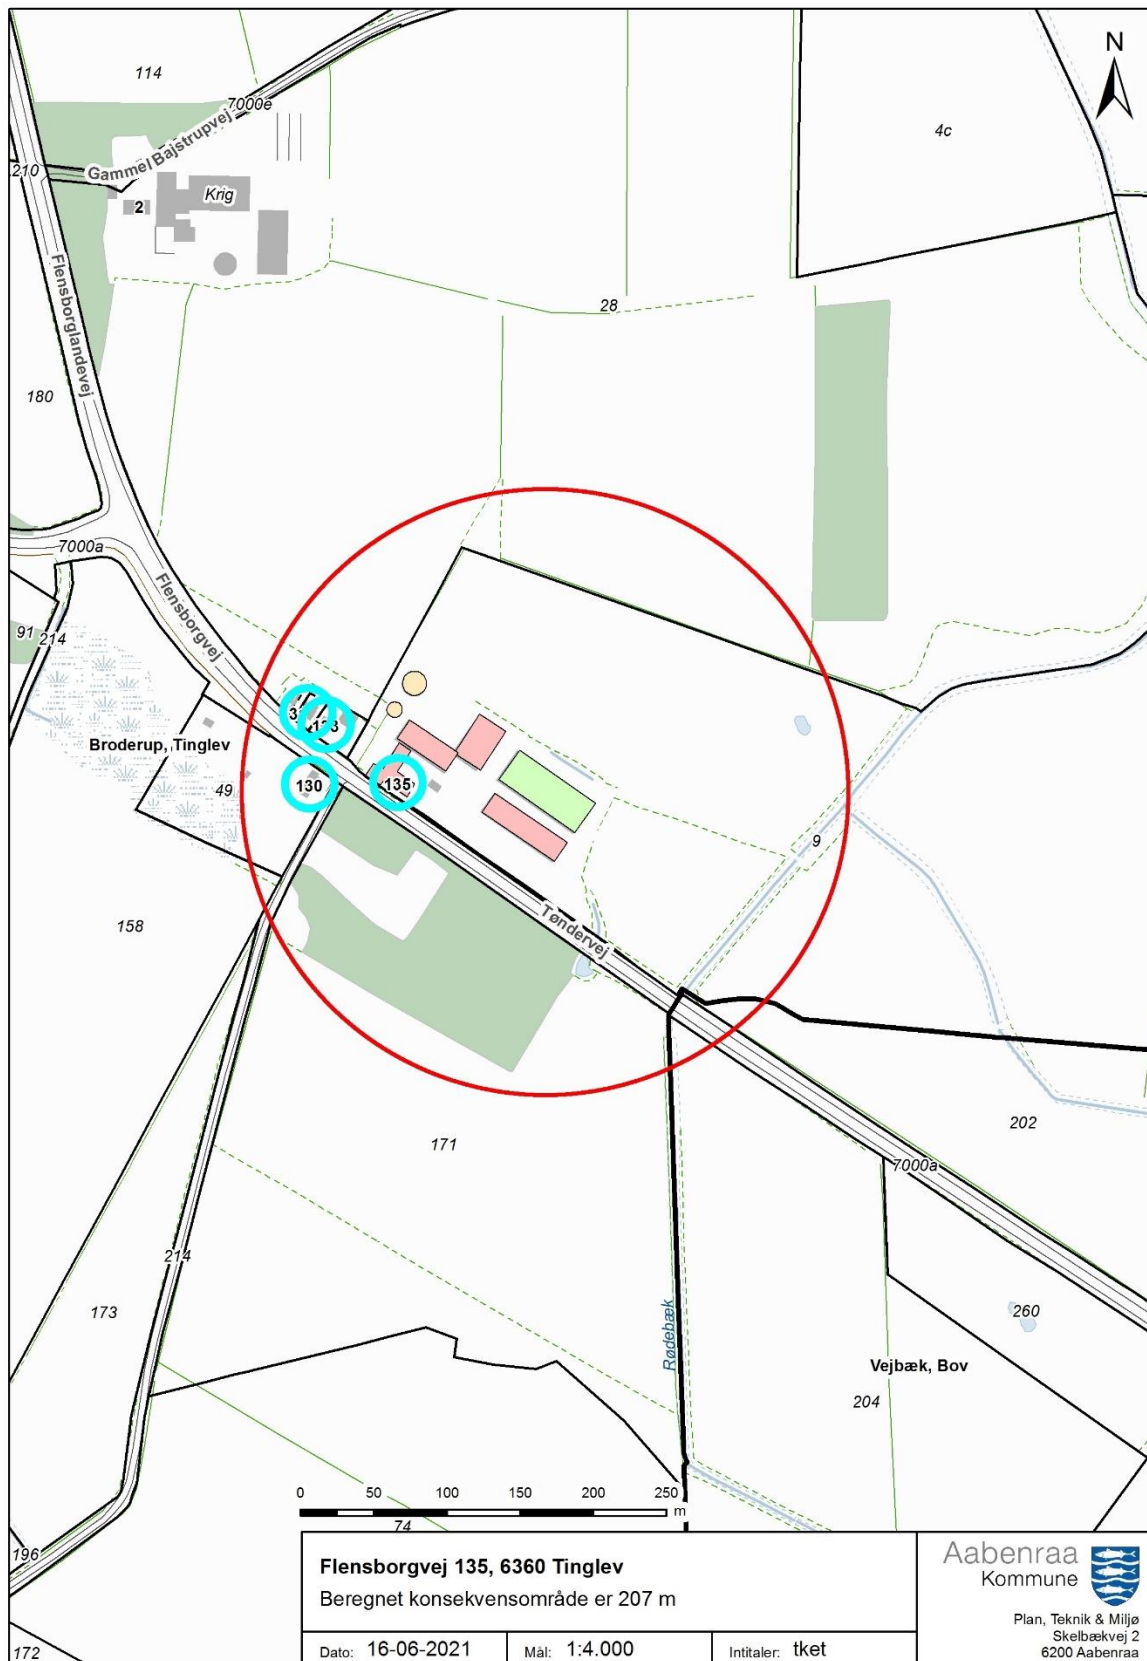 N
114
7000e
4c
Gammel Bajstrupvej
210
Krig
2
Flensborglandevej
28
180
7000a
Flensborgvej
91
214
133
Broderup, Tinglev
49
130
135
9
158
Tøndervej
202
171
7000a
214
173
Rødebæk
260
Vejbæk, Bov
204
0 50 100 150 200 250
m
74
196
172
Flensborgvej 135, 6360 Tinglev
Beregnet konsekvensområde er 207 m
Dato: 16-06-2021
Mål: 1:4.000
Intitaler: tket
Aabenraa
Kommune
Plan, Teknik & Miljø
Skelbækvej 2
6200 Aabenraa